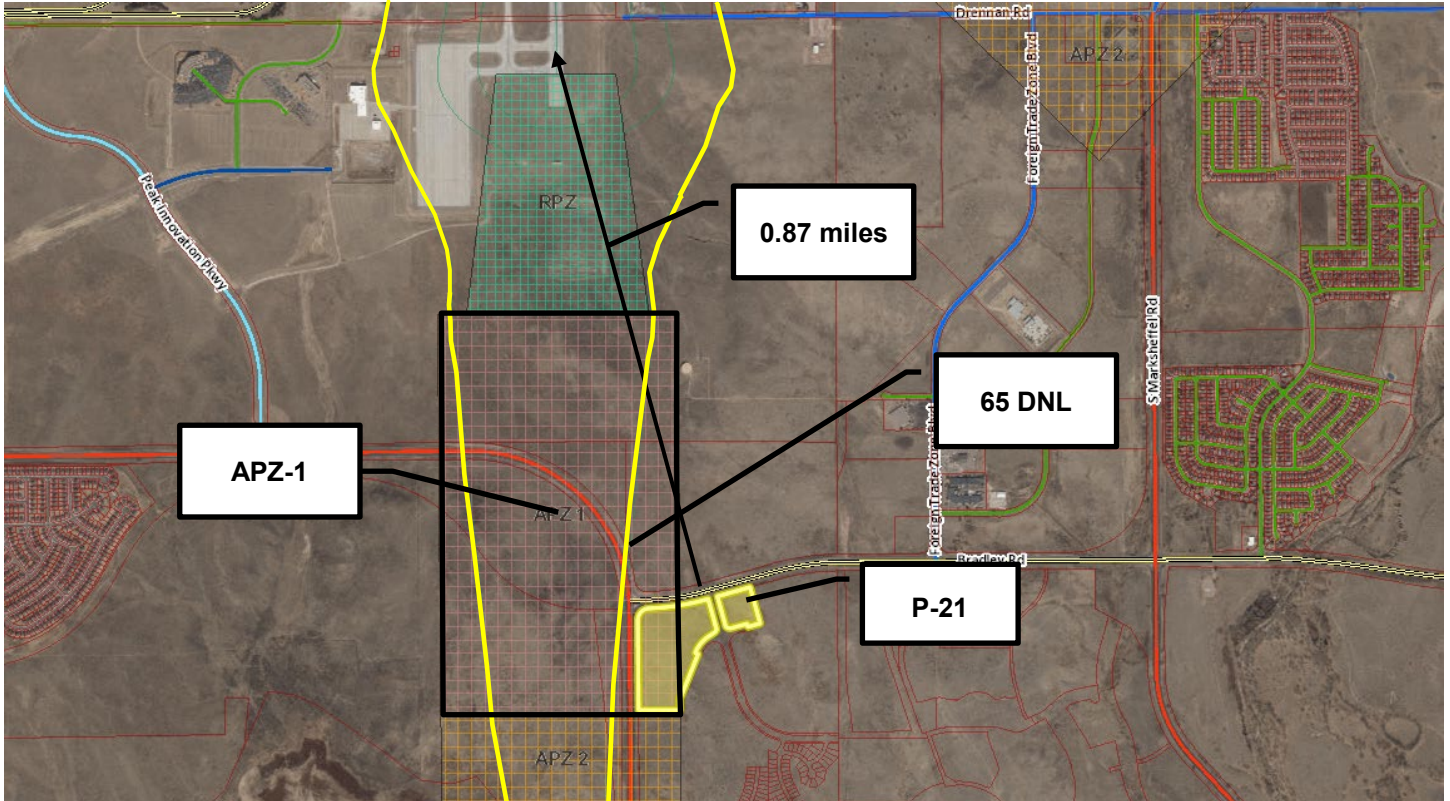 Drennan Rd
APZ 2
Foreign Trade Zone Blvd
RPZ
0.87 miles
Peak Innovation Pkwy
S Marksheffel Rd
65 DNL
APZ-1
APZ 1
Foreign Trade Zone Blvd
Bradley Rd
P-21
APZ 2